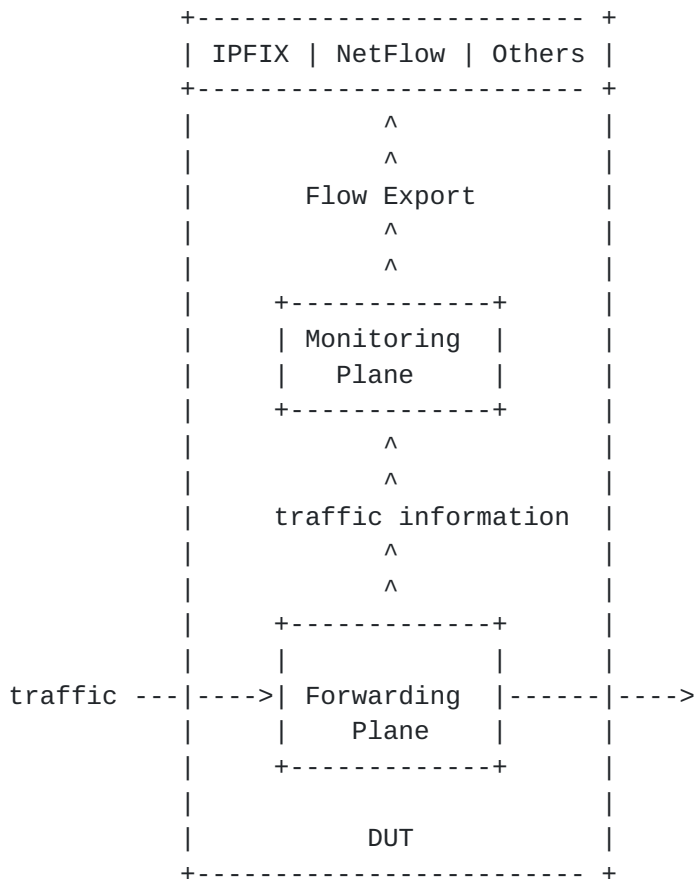 IPFIX | NetFlow | Others
Flow Export
Monitoring
Plane
traffic information
traffic
Forwarding
Plane
DUT